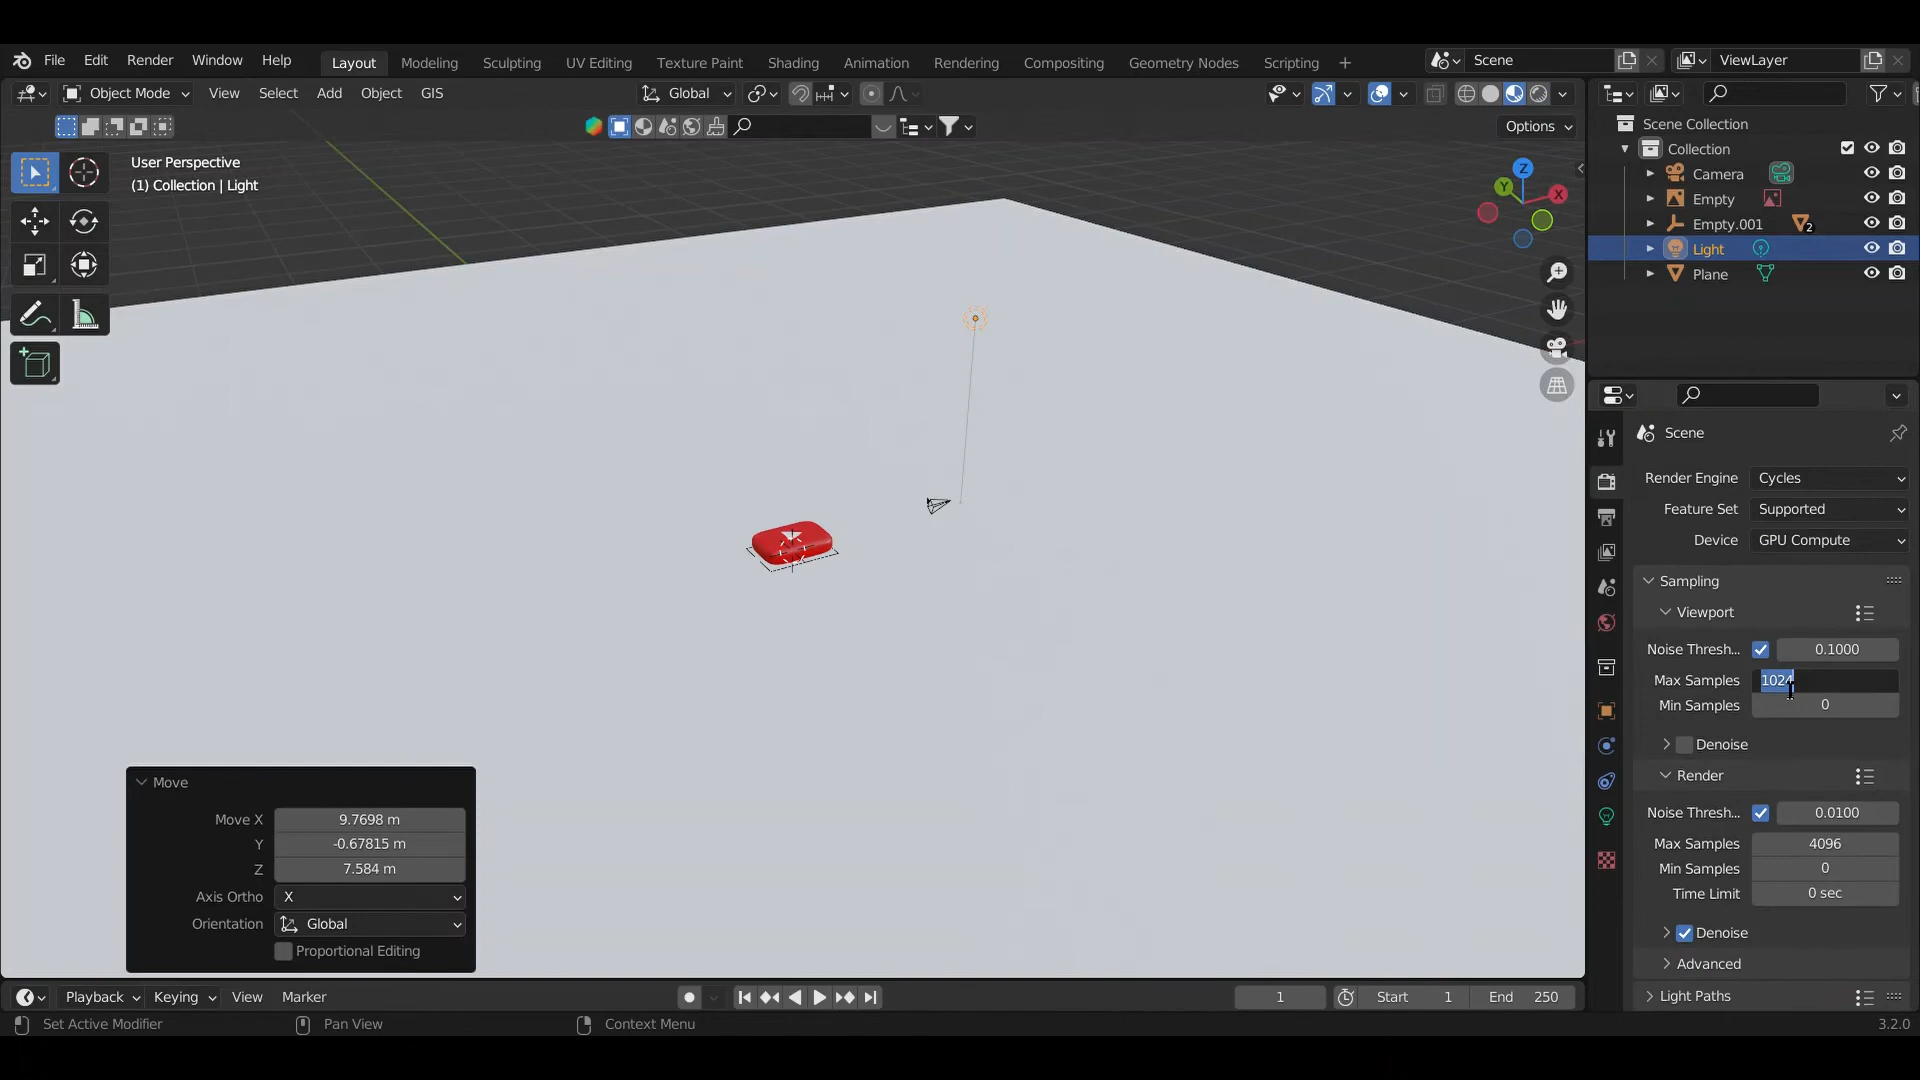 File Edit Render Window Help Layout Modeling Sculpting UV Editing Texture Paint Shading Animation Rendering Compositing Geometry Nodes Scripting + Scene ViewLayer
Object Mode View Select Add Object GIS Global
Options
User Perspective
(1) Collection | Light
Z
Y
X
Scene Collection
Collection
Camera
Empty
Empty.001 2
Light
Plane
Scene
Render Engine Cycles
Feature Set Supported
Device GPU Compute
Sampling
Viewport
Noise Thresh... 0.1000
Max Samples 1024
Min Samples 0
Denoise
Render
Noise Thresh... 0.0100
Max Samples 4096
Min Samples 0
Time Limit 0 sec
Denoise
Advanced
Light Paths
Move
Move X 9.7698 m
Y -0.67815 m
Z 7.584 m
Axis Ortho X
Orientation Global
Proportional Editing
Playback Keying View Marker 1 Start 1 End 250
Set Active Modifier Pan View Context Menu 3.2.0